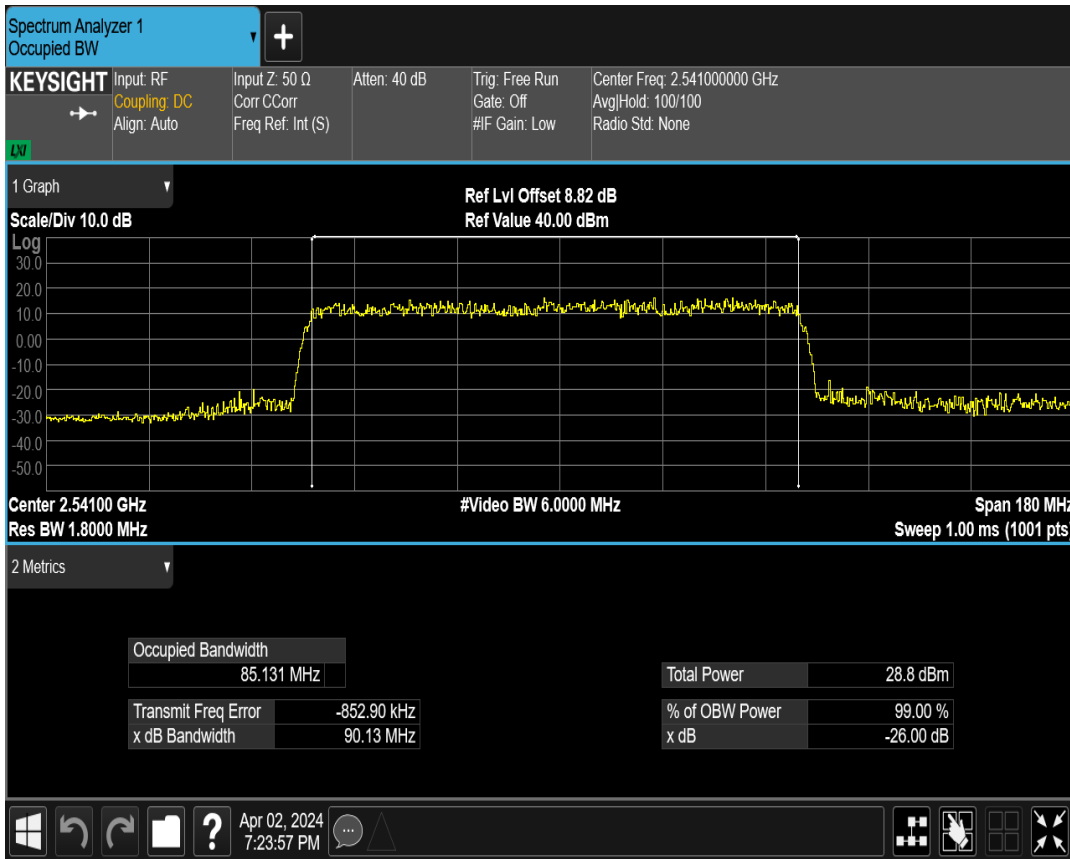 Spectrum Analyzer 1
Occupied BW
KEYSIGHT
LXI
Input: RF
Coupling: DC
Align: Auto
Input Z: 50 Ω
Corr CCorr
Freq Ref: Int (S)
Atten: 40 dB
Trig: Free Run
Gate: Off
#IF Gain: Low
Center Freq: 2.541000000 GHz
Avg|Hold: 100/100
Radio Std: None
1 Graph
Scale/Div 10.0 dB
Ref Lvl Offset 8.82 dB
Ref Value 40.00 dBm
Log
30.0
20.0
10.0
0.00
-10.0
-20.0
-30.0
-40.0
-50.0
Center 2.54100 GHz
#Video BW 6.0000 MHz
Span 180 MHz
Res BW 1.8000 MHz
Sweep 1.00 ms (1001 pts)
2 Metrics
Occupied Bandwidth
85.131 MHz
Total Power 28.8 dBm
Transmit Freq Error -852.90 kHz
% of OBW Power 99.00 %
x dB Bandwidth 90.13 MHz
x dB -26.00 dB
?
Apr 02, 2024
7:23:57 PM